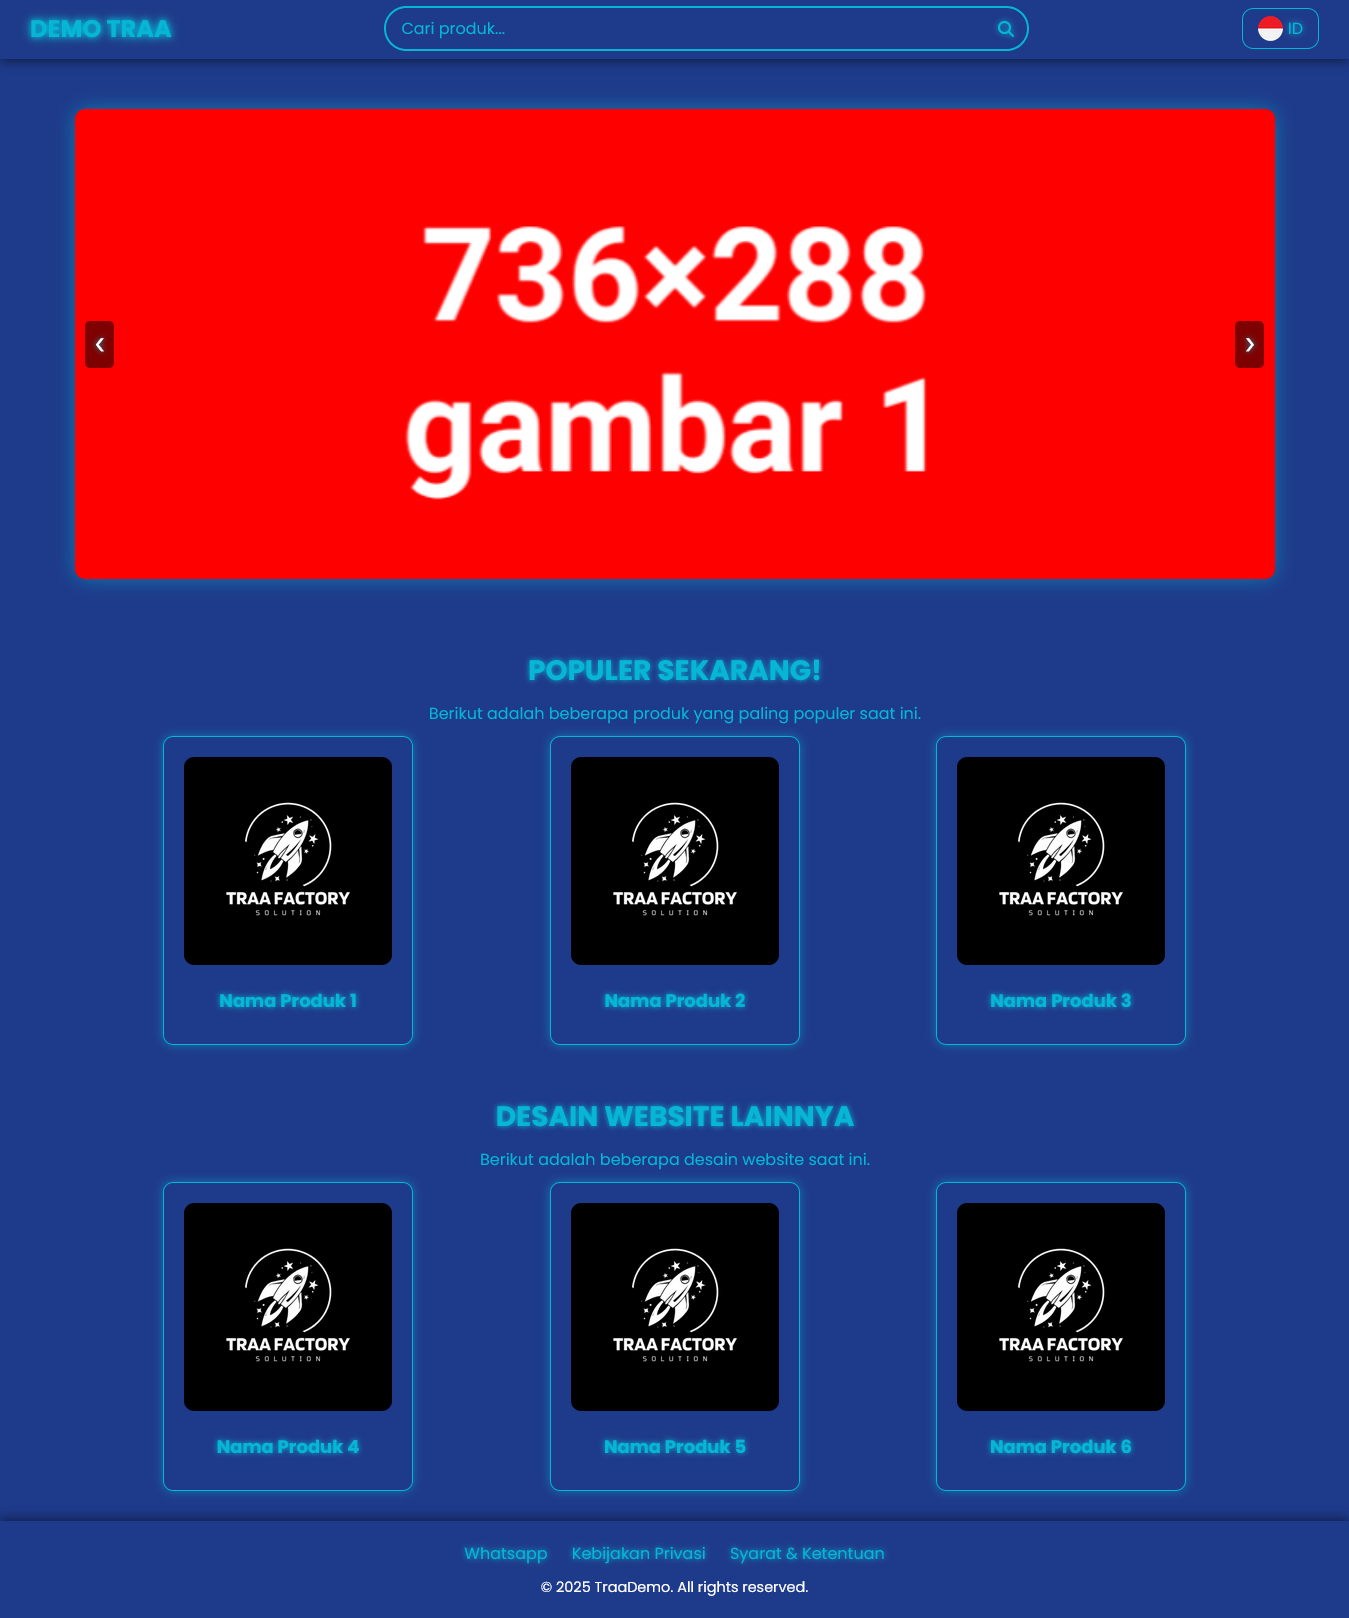 DEMO TRAA
Cari produk...
ID
736×288
gambar 1
❮
❯
POPULER SEKARANG!
Berikut adalah beberapa produk yang paling populer saat ini.
TRAA FACTORY
SOLUTION
Nama Produk 1
TRAA FACTORY
SOLUTION
Nama Produk 2
TRAA FACTORY
SOLUTION
Nama Produk 3
DESAIN WEBSITE LAINNYA
Berikut adalah beberapa desain website saat ini.
TRAA FACTORY
SOLUTION
Nama Produk 4
TRAA FACTORY
SOLUTION
Nama Produk 5
TRAA FACTORY
SOLUTION
Nama Produk 6
Whatsapp Kebijakan Privasi Syarat & Ketentuan
© 2025 TraaDemo. All rights reserved.